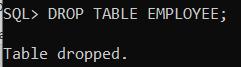 SQL> DROP TABLE EMPLOYEE;
Table dropped.